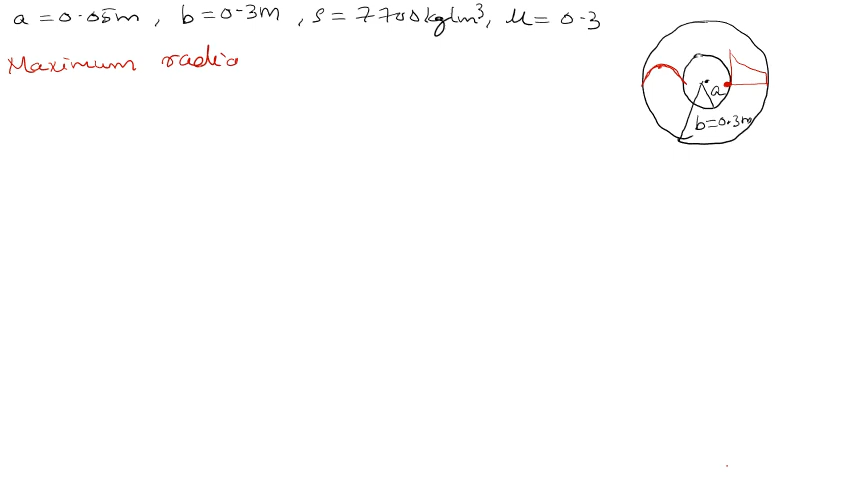 a = 0.05m , b = 0.3m , ρ = 7700kg/m³, μ = 0.3
Maximum radia
a
b=0.3m